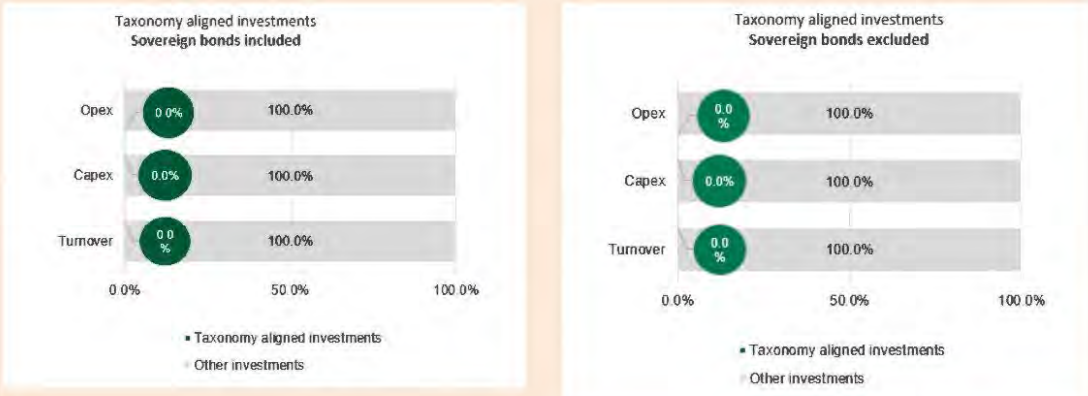 Taxonomy aligned investments
Sovereign bonds included
Opex
0.0%
100.0%
Capex
0.0%
100.0%
Turnover
0.0
%
100.0%
0.0%
50.0%
100.0%
Taxonomy aligned investments
Other investments
Taxonomy aligned investments
Sovereign bonds excluded
Opex
0.0
%
100.0%
Capex
0.0%
100.0%
Turnover
0.0
%
100.0%
0.0%
50.0%
100.0%
Taxonomy aligned investments
Other investments